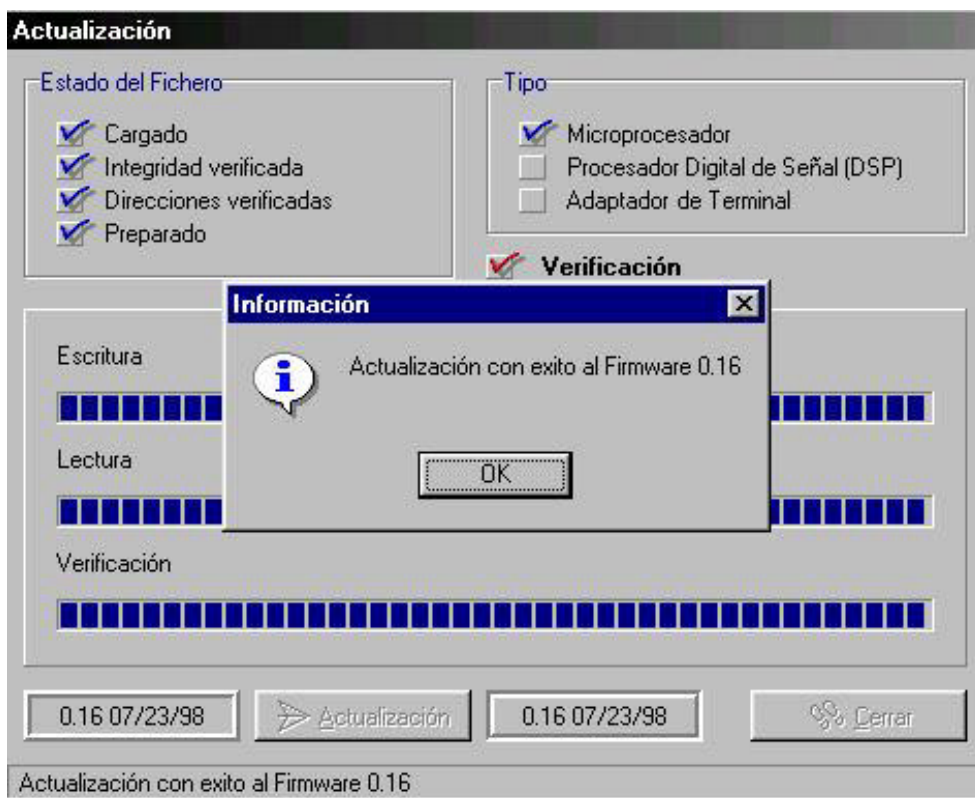 Actualización
Estado del Fichero
Cargado
Integridad verificada
Direcciones verificadas
Preparado
Tipo
Microprocesador
Procesador Digital de Señal (DSP)
Adaptador de Terminal
Verificación
Información
Actualización con exito al Firmware 0.16
OK
Escritura
Lectura
Verificación
0.16 07/23/98
Actualización
0.16 07/23/98
Cerrar
Actualización con exito al Firmware 0.16